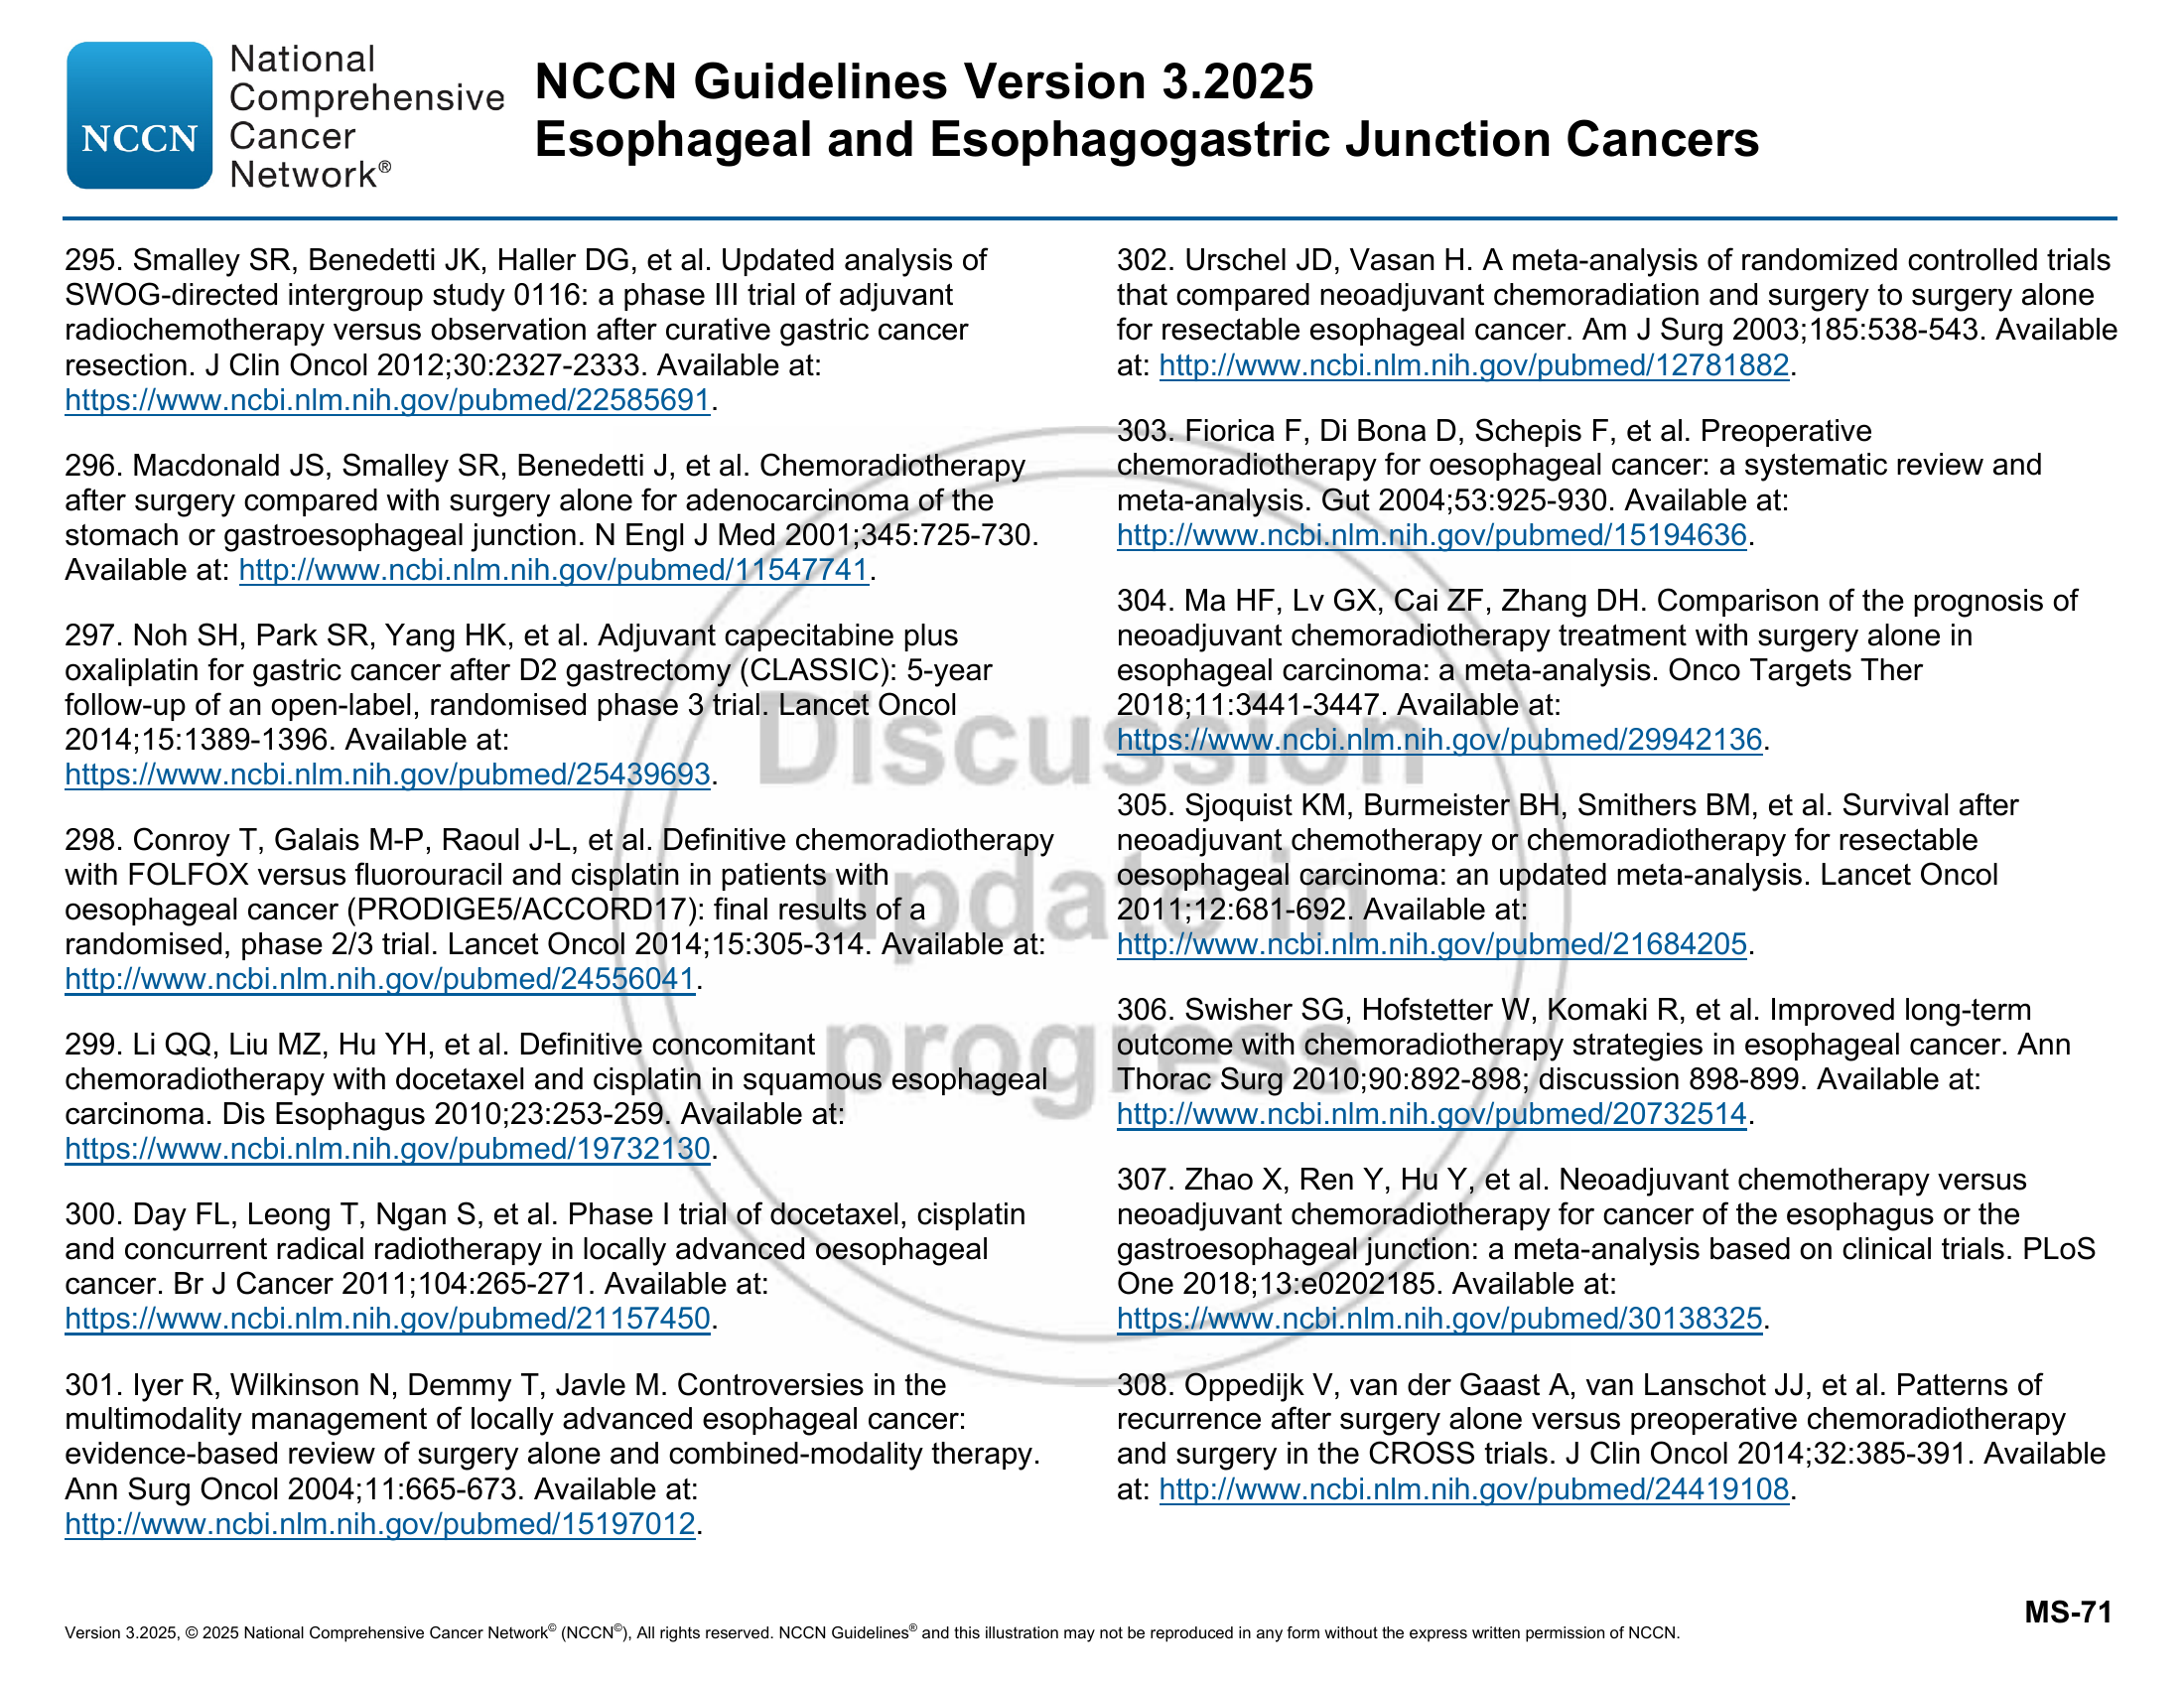 National
Comprehensive
NCCN Cancer
Network®
NCCN Guidelines Version 3.2025
Esophageal and Esophagogastric Junction Cancers
295. Smalley SR, Benedetti JK, Haller DG, et al. Updated analysis of
SWOG-directed intergroup study 0116: a phase III trial of adjuvant
radiochemotherapy versus observation after curative gastric cancer
resection. J Clin Oncol 2012;30:2327-2333. Available at:
https://www.ncbi.nlm.nih.gov/pubmed/22585691.
296. Macdonald JS, Smalley SR, Benedetti J, et al. Chemoradiotherapy
after surgery compared with surgery alone for adenocarcinoma of the
stomach or gastroesophageal junction. N Engl J Med 2001;345:725-730.
Available at: http://www.ncbi.nlm.nih.gov/pubmed/11547741.
297. Noh SH, Park SR, Yang HK, et al. Adjuvant capecitabine plus
oxaliplatin for gastric cancer after D2 gastrectomy (CLASSIC): 5-year
follow-up of an open-label, randomised phase 3 trial. Lancet Oncol
2014;15:1389-1396. Available at:
https://www.ncbi.nlm.nih.gov/pubmed/25439693.
298. Conroy T, Galais M-P, Raoul J-L, et al. Definitive chemoradiotherapy
with FOLFOX versus fluorouracil and cisplatin in patients with
oesophageal cancer (PRODIGE5/ACCORD17): final results of a
randomised, phase 2/3 trial. Lancet Oncol 2014;15:305-314. Available at:
http://www.ncbi.nlm.nih.gov/pubmed/24556041.
299. Li QQ, Liu MZ, Hu YH, et al. Definitive concomitant
chemoradiotherapy with docetaxel and cisplatin in squamous esophageal
carcinoma. Dis Esophagus 2010;23:253-259. Available at:
https://www.ncbi.nlm.nih.gov/pubmed/19732130.
300. Day FL, Leong T, Ngan S, et al. Phase I trial of docetaxel, cisplatin
and concurrent radical radiotherapy in locally advanced oesophageal
cancer. Br J Cancer 2011;104:265-271. Available at:
https://www.ncbi.nlm.nih.gov/pubmed/21157450.
301. Iyer R, Wilkinson N, Demmy T, Javle M. Controversies in the
multimodality management of locally advanced esophageal cancer:
evidence-based review of surgery alone and combined-modality therapy.
Ann Surg Oncol 2004;11:665-673. Available at:
http://www.ncbi.nlm.nih.gov/pubmed/15197012.
302. Urschel JD, Vasan H. A meta-analysis of randomized controlled trials
that compared neoadjuvant chemoradiation and surgery to surgery alone
for resectable esophageal cancer. Am J Surg 2003;185:538-543. Available
at: http://www.ncbi.nlm.nih.gov/pubmed/12781882.
303. Fiorica F, Di Bona D, Schepis F, et al. Preoperative
chemoradiotherapy for oesophageal cancer: a systematic review and
meta-analysis. Gut 2004;53:925-930. Available at:
http://www.ncbi.nlm.nih.gov/pubmed/15194636.
304. Ma HF, Lv GX, Cai ZF, Zhang DH. Comparison of the prognosis of
neoadjuvant chemoradiotherapy treatment with surgery alone in
esophageal carcinoma: a meta-analysis. Onco Targets Ther
2018;11:3441-3447. Available at:
https://www.ncbi.nlm.nih.gov/pubmed/29942136.
305. Sjoquist KM, Burmeister BH, Smithers BM, et al. Survival after
neoadjuvant chemotherapy or chemoradiotherapy for resectable
oesophageal carcinoma: an updated meta-analysis. Lancet Oncol
2011;12:681-692. Available at:
http://www.ncbi.nlm.nih.gov/pubmed/21684205.
306. Swisher SG, Hofstetter W, Komaki R, et al. Improved long-term
outcome with chemoradiotherapy strategies in esophageal cancer. Ann
Thorac Surg 2010;90:892-898; discussion 898-899. Available at:
http://www.ncbi.nlm.nih.gov/pubmed/20732514.
307. Zhao X, Ren Y, Hu Y, et al. Neoadjuvant chemotherapy versus
neoadjuvant chemoradiotherapy for cancer of the esophagus or the
gastroesophageal junction: a meta-analysis based on clinical trials. PLoS
One 2018;13:e0202185. Available at:
https://www.ncbi.nlm.nih.gov/pubmed/30138325.
308. Oppedijk V, van der Gaast A, van Lanschot JJ, et al. Patterns of
recurrence after surgery alone versus preoperative chemoradiotherapy
and surgery in the CROSS trials. J Clin Oncol 2014;32:385-391. Available
at: http://www.ncbi.nlm.nih.gov/pubmed/24419108.
Discussion
update in
progress
MS-71
Version 3.2025, © 2025 National Comprehensive Cancer Network© (NCCN©), All rights reserved. NCCN Guidelines® and this illustration may not be reproduced in any form without the express written permission of NCCN.